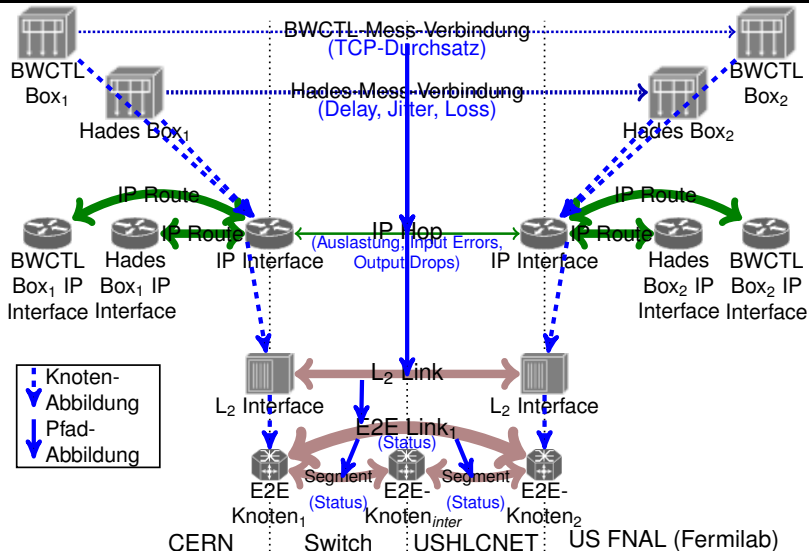 BWCTL-Mess-Verbindung
(TCP-Durchsatz)
BWCTL
Box1
BWCTL
Box2
Hades-Mess-Verbindung
(Delay, Jitter, Loss)
Hades Box1
Hades Box2
IP Route
IP Route
IP Route
IP Hop
IP Route
(Auslastung, Input Errors,
Output Drops)
BWCTL
Box1 IP
Interface
Hades
Box1 IP
Interface
IP Interface
IP Interface
Hades
Box2 IP
Interface
BWCTL
Box2 IP
Interface
L2 Link
L2 Interface
L2 Interface
Knoten-
Abbildung
Pfad-
Abbildung
E2E Link1
(Status)
Segment
(Status)
Segment
(Status)
E2E
Knoten1
E2E-
Knoteninter
E2E-
Knoten2
CERN
Switch
USHLCNET
US FNAL (Fermilab)